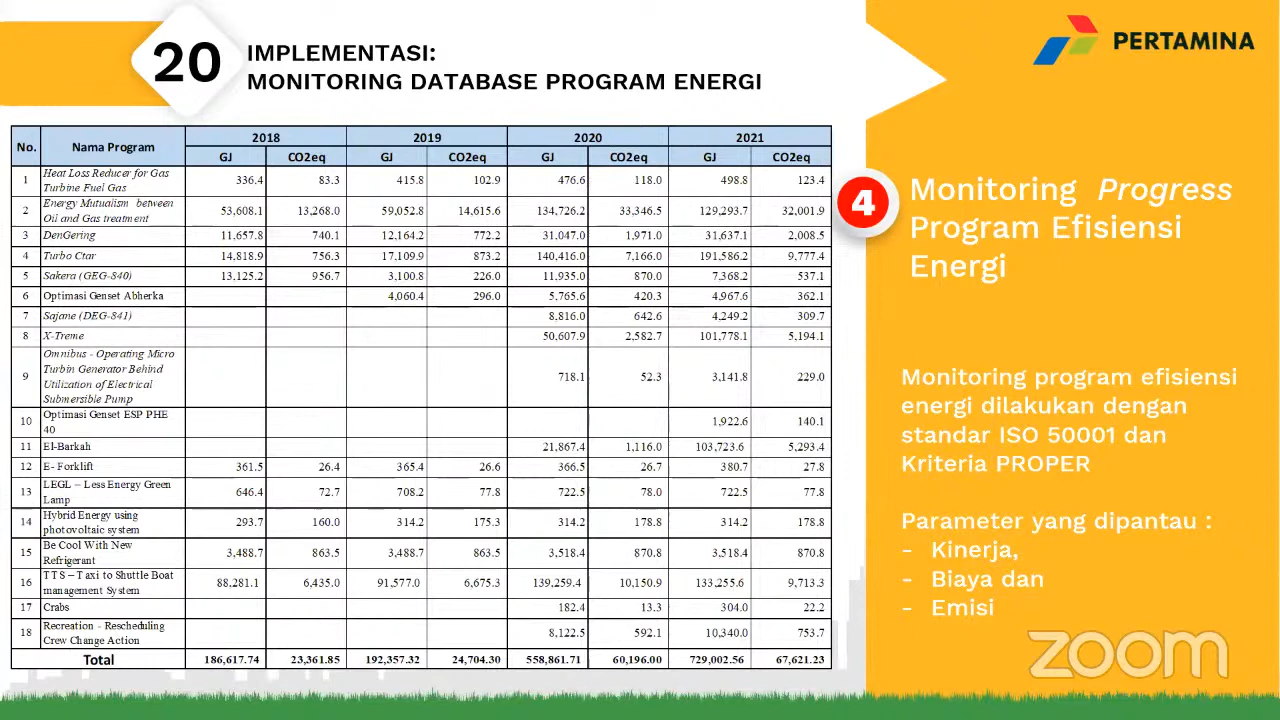 20
IMPLEMENTASI:
MONITORING DATABASE PROGRAM ENERGI
PERTAMINA
No. Nama Program 2018 2019 2020 2021
GJ CO2eq GJ CO2eq GJ CO2eq GJ CO2eq
1 Heat Loss Reducer for Gas Turbine Fuel Gas 336.4 83.3 415.8 102.9 476.6 118.0 498.8 123.4
2 Energy Mutualism between Oil and Gas treatment 53,608.1 13,268.0 59,052.8 14,615.6 134,726.2 33,346.5 129,293.7 32,001.9
3 DenGering 11,657.8 740.1 12,164.2 772.2 31,047.0 1,971.0 31,637.1 2,008.5
4 Turbo Ctar 14,818.9 756.3 17,109.9 873.2 140,416.0 7,166.0 191,586.2 9,777.4
5 Sakera (GEG-840) 13,125.2 956.7 3,100.8 226.0 11,935.0 870.0 7,368.2 537.1
6 Optimasi Genset Abherka 4,060.4 296.0 5,765.6 420.3 4,967.6 362.1
7 Sajane (DEG-841) 8,816.0 642.6 4,249.2 309.7
8 X-Treme 50,607.9 2,582.7 101,778.1 5,194.1
9 Omnibus - Operating Micro Turbin Generator Behind Utilization of Electrical Submersible Pump 718.1 52.3 3,141.8 229.0
10 Optimasi Genset ESP PHE 40 1,922.6 140.1
11 El-Barkah 21,867.4 1,116.0 103,723.6 5,293.4
12 E- Forklift 361.5 26.4 365.4 26.6 366.5 26.7 380.7 27.8
13 LEGL – Less Energy Green Lamp 646.4 72.7 708.2 77.8 722.5 78.0 722.5 77.8
14 Hybrid Energy using photovoltaic system 293.7 160.0 314.2 175.3 314.2 178.8 314.2 178.8
15 Be Cool With New Refrigerant 3,488.7 863.5 3,488.7 863.5 3,518.4 870.8 3,518.4 870.8
16 TTS – Taxi to Shuttle Boat management System 88,281.1 6,435.0 91,577.0 6,675.3 139,259.4 10,150.9 133,255.6 9,713.3
17 Crabs 182.4 13.3 304.0 22.2
18 Recreation - Rescheduling Crew Change Action 8,122.5 592.1 10,340.0 753.7
Total 186,617.74 23,361.85 192,357.32 24,704.30 558,861.71 60,196.00 729,002.56 67,621.23
4
Monitoring Progress
Program Efisiensi
Energi
Monitoring program efisiensi
energi dilakukan dengan
standar ISO 50001 dan
Kriteria PROPER
Parameter yang dipantau :
- Kinerja,
- Biaya dan
- Emisi
zoom